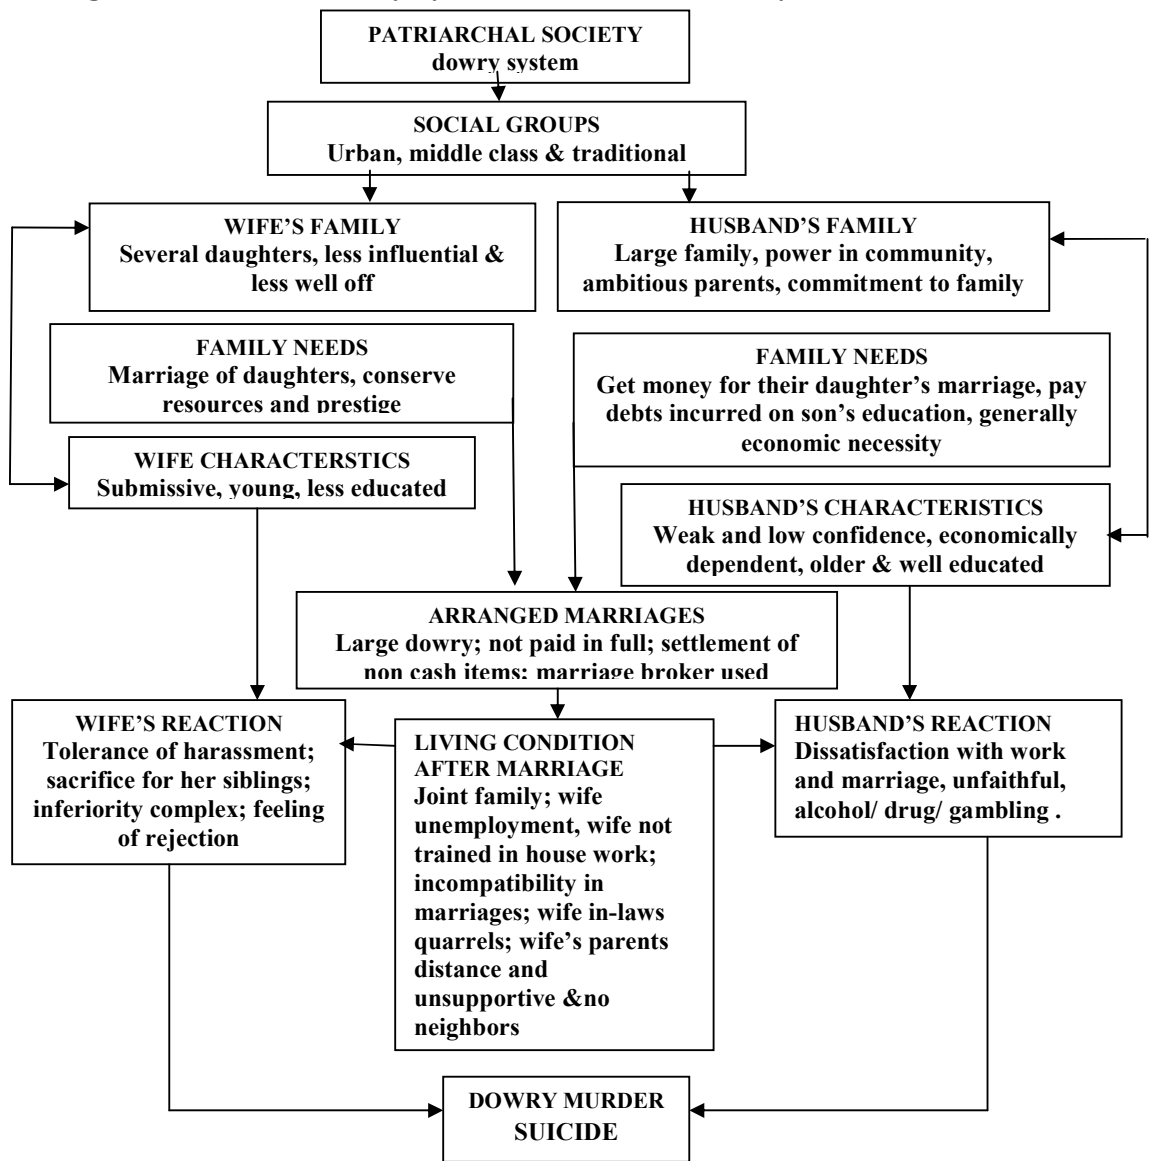 PATRIARCHAL SOCIETY
dowry system
SOCIAL GROUPS
Urban, middle class & traditional
WIFE'S FAMILY
Several daughters, less influential &
less well off
HUSBAND'S FAMILY
Large family, power in community,
ambitious parents, commitment to family
FAMILY NEEDS
Marriage of daughters, conserve
resources and prestige
FAMILY NEEDS
Get money for their daughter's marriage, pay
debts incurred on son's education, generally
economic necessity
WIFE CHARACTERSTICS
Submissive, young, less educated
HUSBAND'S CHARACTERISTICS
Weak and low confidence, economically
dependent, older & well educated
ARRANGED MARRIAGES
Large dowry; not paid in full; settlement of
non cash items; marriage broker used
WIFE'S REACTION
Tolerance of harassment;
sacrifice for her siblings;
inferiority complex; feeling
of rejection
LIVING CONDITION
AFTER MARRIAGE
Joint family; wife
unemployment, wife not
trained in house work;
incompatibility in
marriages; wife in-laws
quarrels; wife's parents
distance and
unsupportive &no
neighbors
HUSBAND'S REACTION
Dissatisfaction with work
and marriage, unfaithful,
alcohol/ drug/ gambling .
DOWRY MURDER
SUICIDE